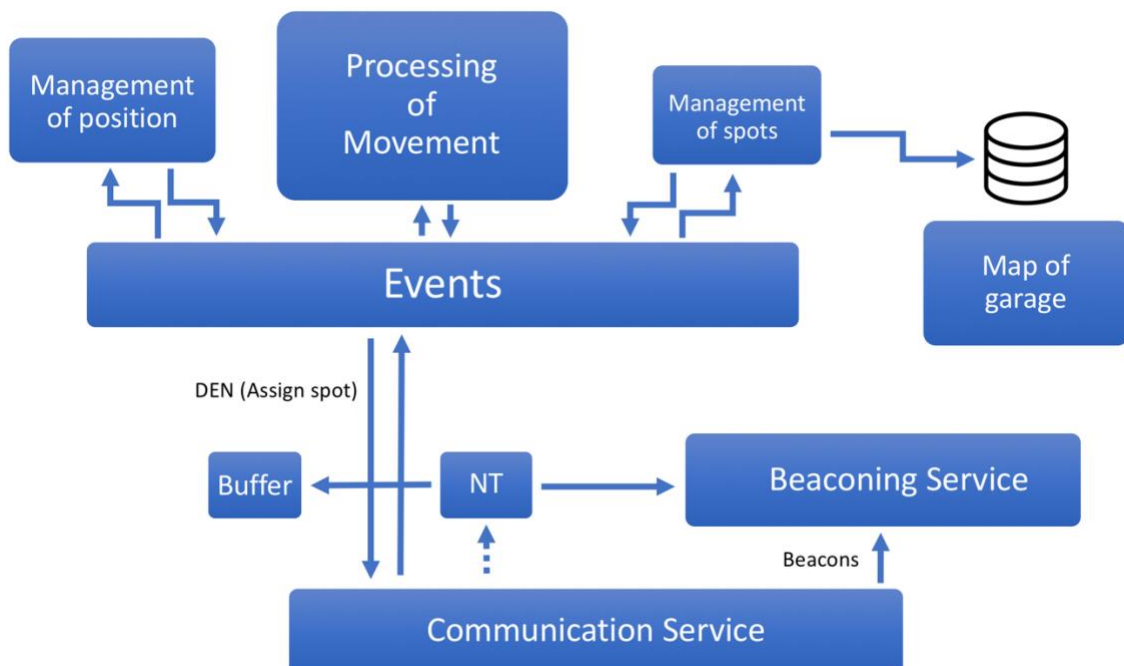 Management
of position
Processing
of
Movement
Management
of spots
Events
Map of
garage
DEN (Assign spot)
Buffer
NT
Beaconing Service
Beacons
Communication Service